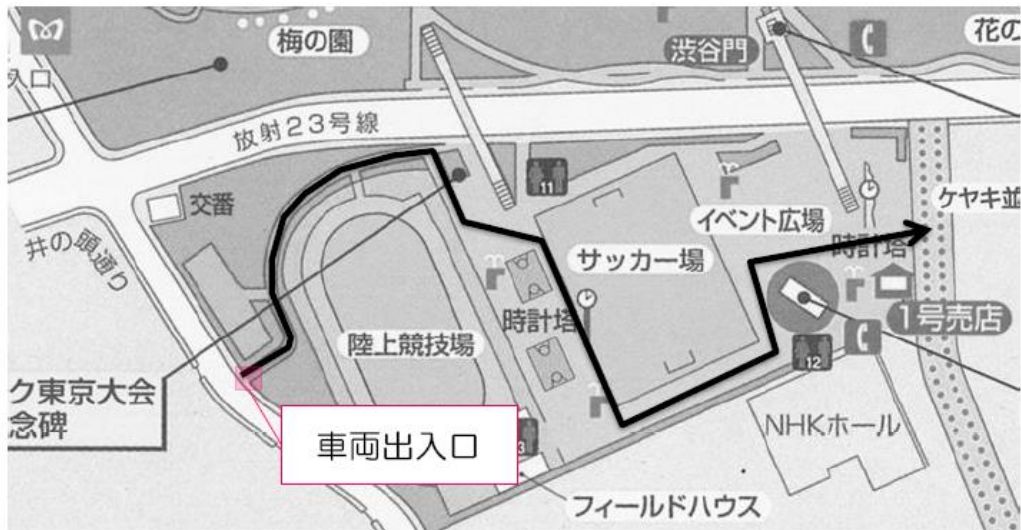 梅の園
渋谷門
花の
入口
放射23号線
交番
11
イベント広場
ケヤキ並
井の頭通り
サッカー場
時計塔
時計塔
1号売店
陸上競技場
12
ク東京大会
念碑
車両出入口
3
NHKホール
フィールドハウス